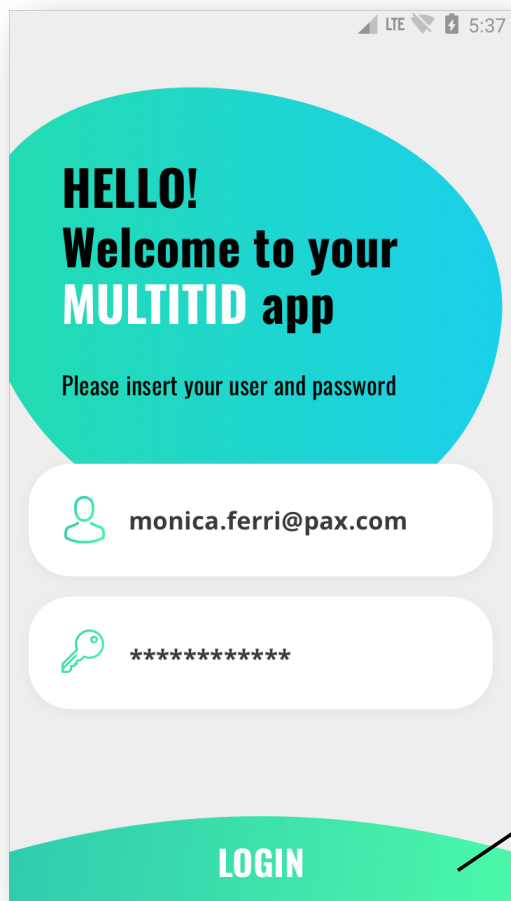 LTE 5:37
HELLO!
Welcome to your
MULTITID app
Please insert your user and password
monica.ferri@pax.com
************
LOGIN